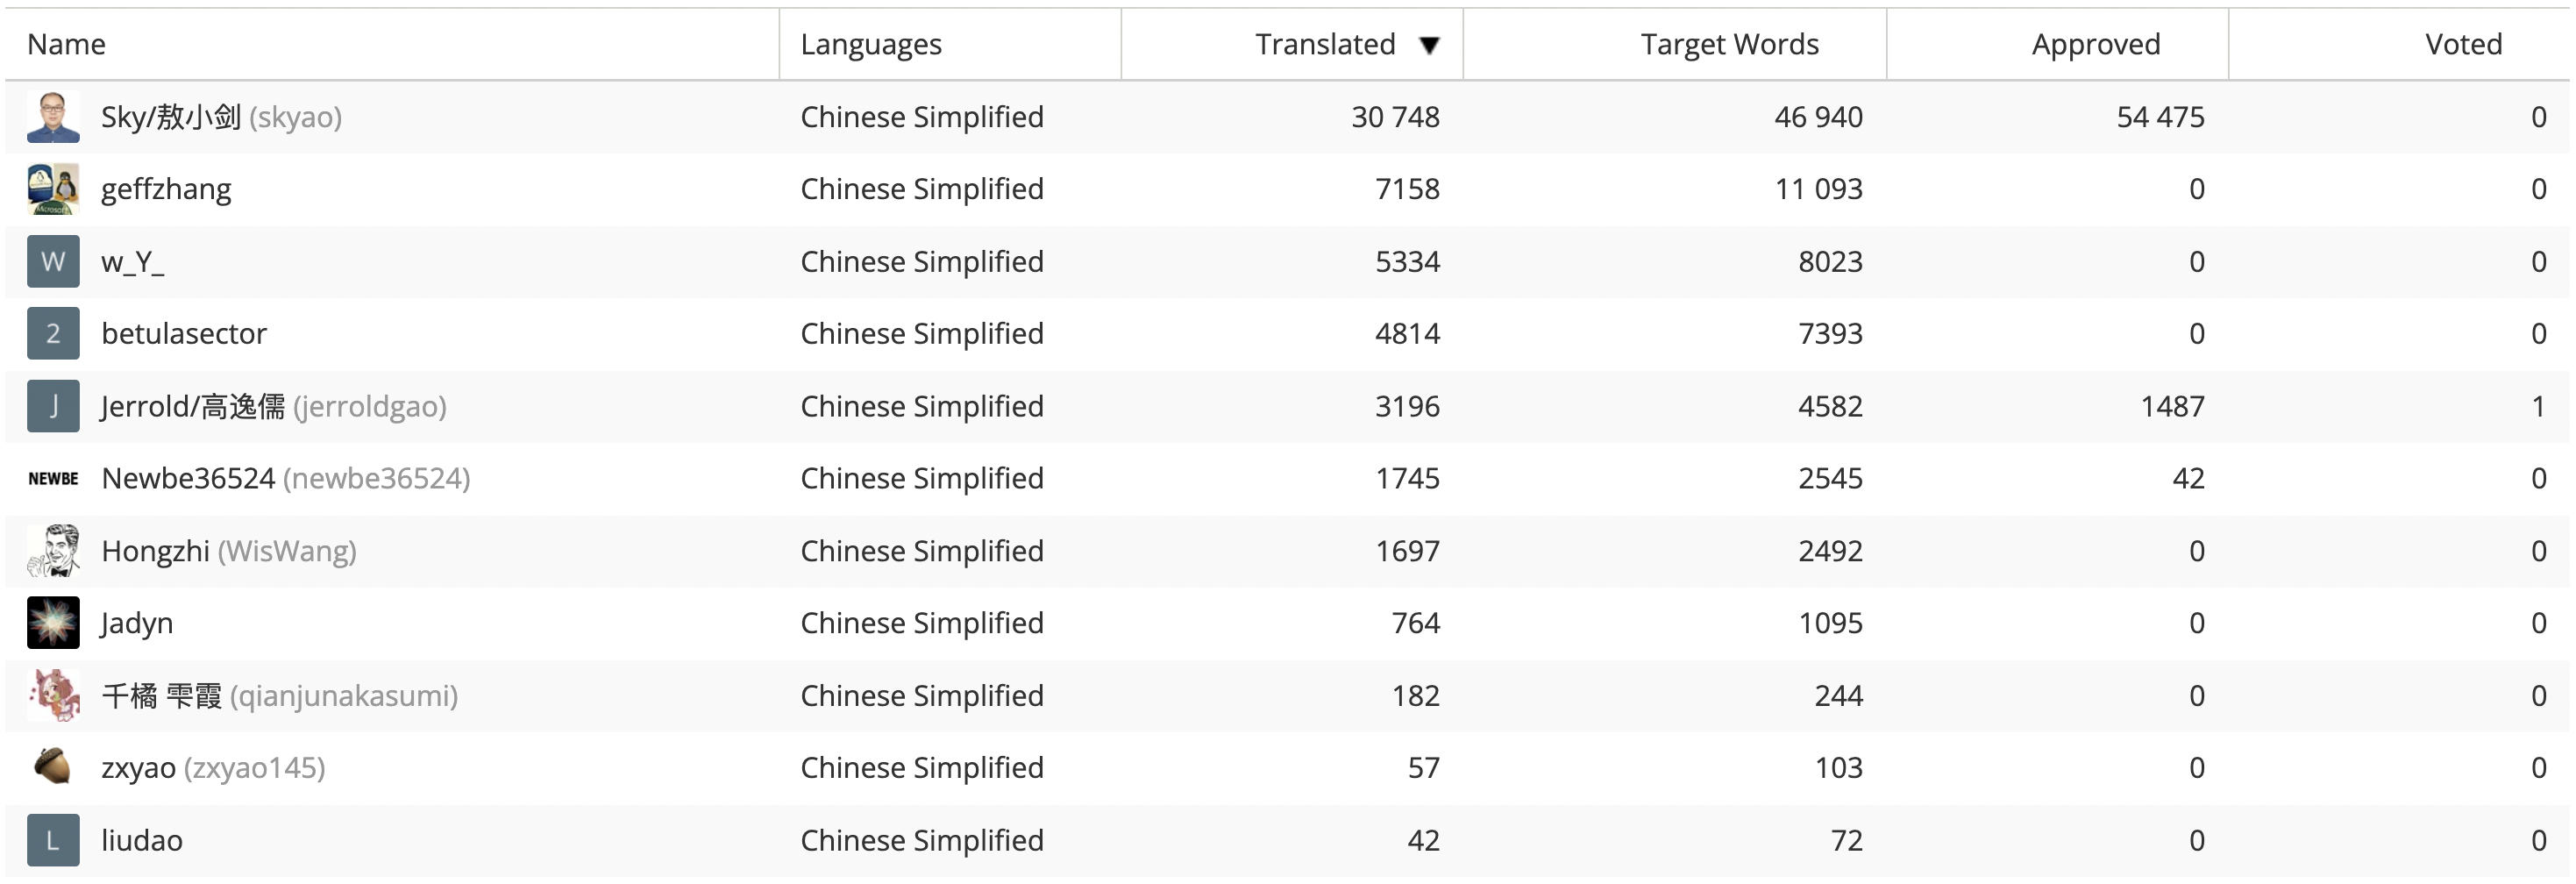 Name Languages Translated ▼ Target Words Approved Voted
Sky/敖小剑 (skyao) Chinese Simplified 30 748 46 940 54 475 0
geffzhang Chinese Simplified 7158 11 093 0 0
W w_Y_ Chinese Simplified 5334 8023 0 0
2 betulasector Chinese Simplified 4814 7393 0 0
J Jerrold/高逸儒 (jerroldgao) Chinese Simplified 3196 4582 1487 1
NEWBE Newbe36524 (newbe36524) Chinese Simplified 1745 2545 42 0
Hongzhi (WisWang) Chinese Simplified 1697 2492 0 0
Jadyn Chinese Simplified 764 1095 0 0
千橘 雫霞 (qianjunakasumi) Chinese Simplified 182 244 0 0
zxyao (zxyao145) Chinese Simplified 57 103 0 0
L liudao Chinese Simplified 42 72 0 0